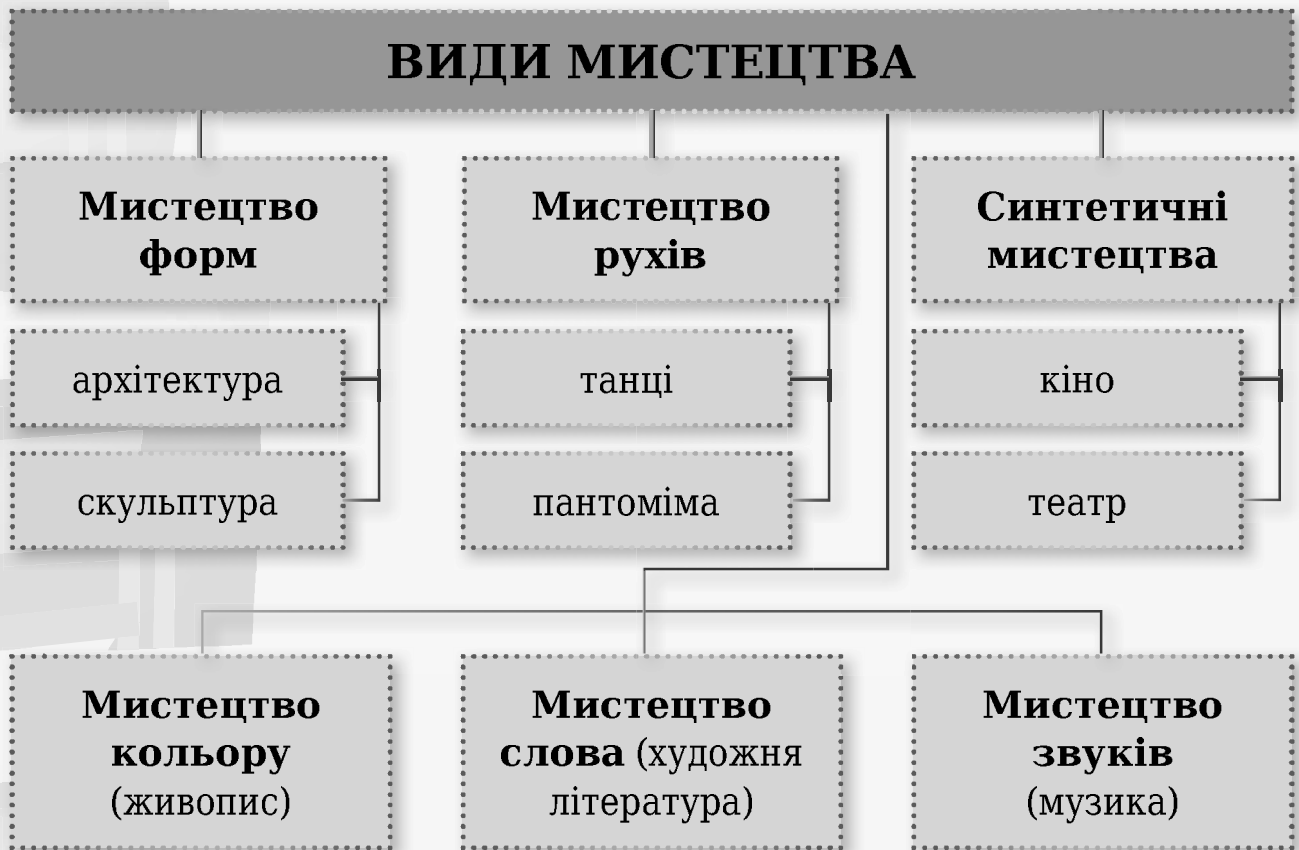 ВИДИ МИСТЕЦТВА
Мистецтво
форм
архітектура
скульптура
Мистецтво
рухів
танці
пантоміма
Синтетичні
мистецтва
кіно
театр
Мистецтво
кольору
(живопис)
Мистецтво
слова (художня
література)
Мистецтво
звуків
(музика)